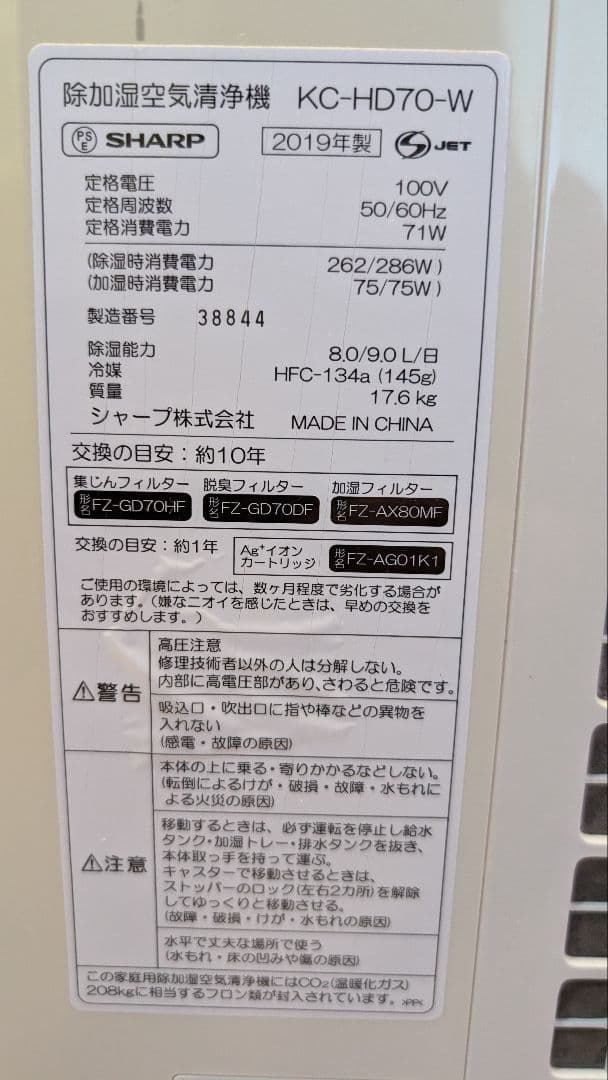 除加湿空気清浄機 KC-HD70-W
PSE SHARP 2019年製 S JET
定格電圧 100V
定格周波数 50/60Hz
定格消費電力 71W
(除湿時消費電力 262/286W)
(加湿時消費電力 75/75W)
製造番号 38844
除湿能力 8.0/9.0 L/日
冷媒 HFC-134a (145g)
質量 17.6 kg
シャープ株式会社 MADE IN CHINA
交換の目安:約10年
集じんフィルター 脱臭フィルター 加湿フィルター
形名 FZ-GD70HF 形名 FZ-GD70DF 形名 FZ-AX80MF
交換の目安:約1年 Ag⁺イオンカートリッジ 形名 FZ-AG01K1
ご使用の環境によっては、数ヶ月程度で劣化する場合が
あります。(嫌なニオイを感じたときは、早めの交換を
おすすめします。)
⚠警告
高圧注意
修理技術者以外の人は分解しない。
内部に高電圧部があり、さわると危険です。
吸込口・吹出口に指や棒などの異物を
入れない
(感電・故障の原因)
⚠注意
本体の上に乗る・寄りかかるなどしない。
(転倒によるけが・破損・故障・水もれに
よる火災の原因)
移動するときは、必ず運転を停止し給水
タンク・加湿トレー・排水タンクを抜き、
本体取っ手を持って運ぶ。
キャスターで移動させるときは、
ストッパーのロック(左右2カ所)を解除
してゆっくりと移動させる。
(故障・破損・けが・水もれの原因)
水平で丈夫な場所で使う
(水もれ・床の凹みや傷の原因)
この家庭用除加湿空気清浄機にはCO₂(温暖化ガス)
208kgに相当するフロン類が封入されています。>PP<